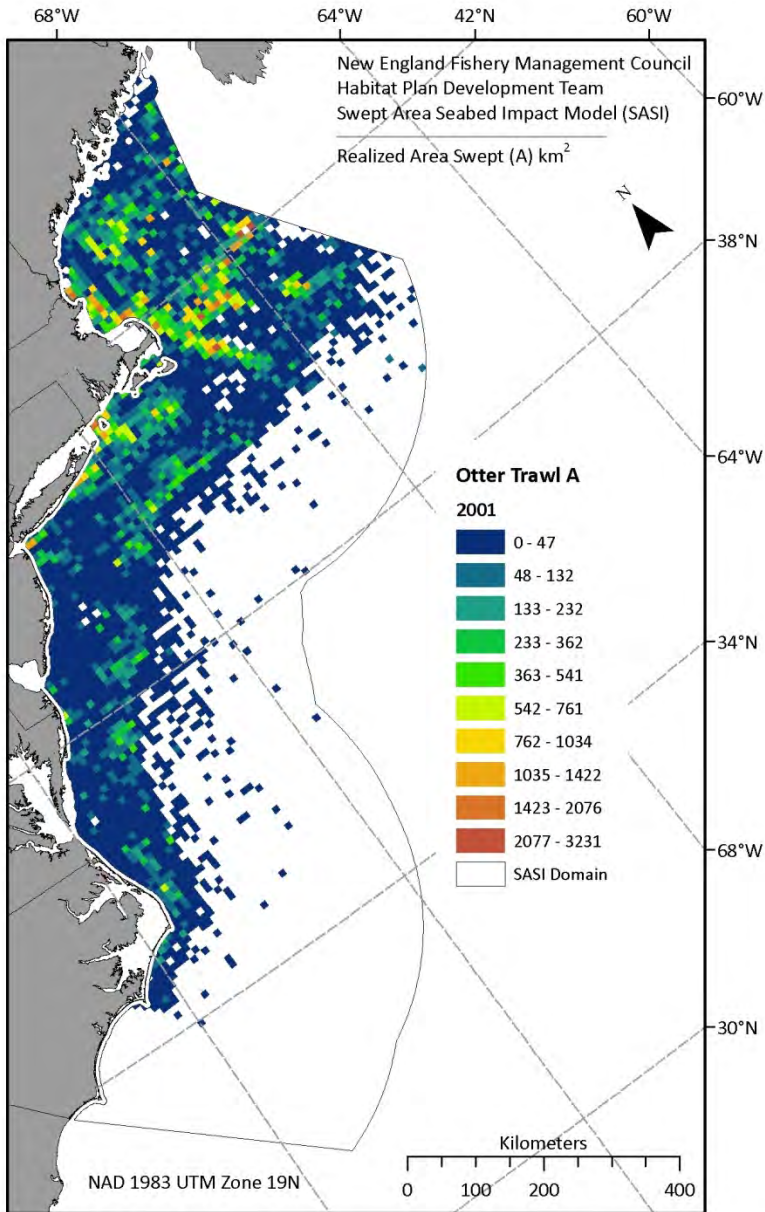 68°W 64°W 42°N 60°W
New England Fishery Management Council
Habitat Plan Development Team
Swept Area Seabed Impact Model (SASI)
Realized Area Swept (A) km²
60°W
N
38°N
64°W
Otter Trawl A
2001
0 - 47
48 - 132
133 - 232
233 - 362
363 - 541
542 - 761
762 - 1034
1035 - 1422
1423 - 2076
2077 - 3231
SASI Domain
34°N
68°W
30°N
Kilometers
0 100 200 400
NAD 1983 UTM Zone 19N